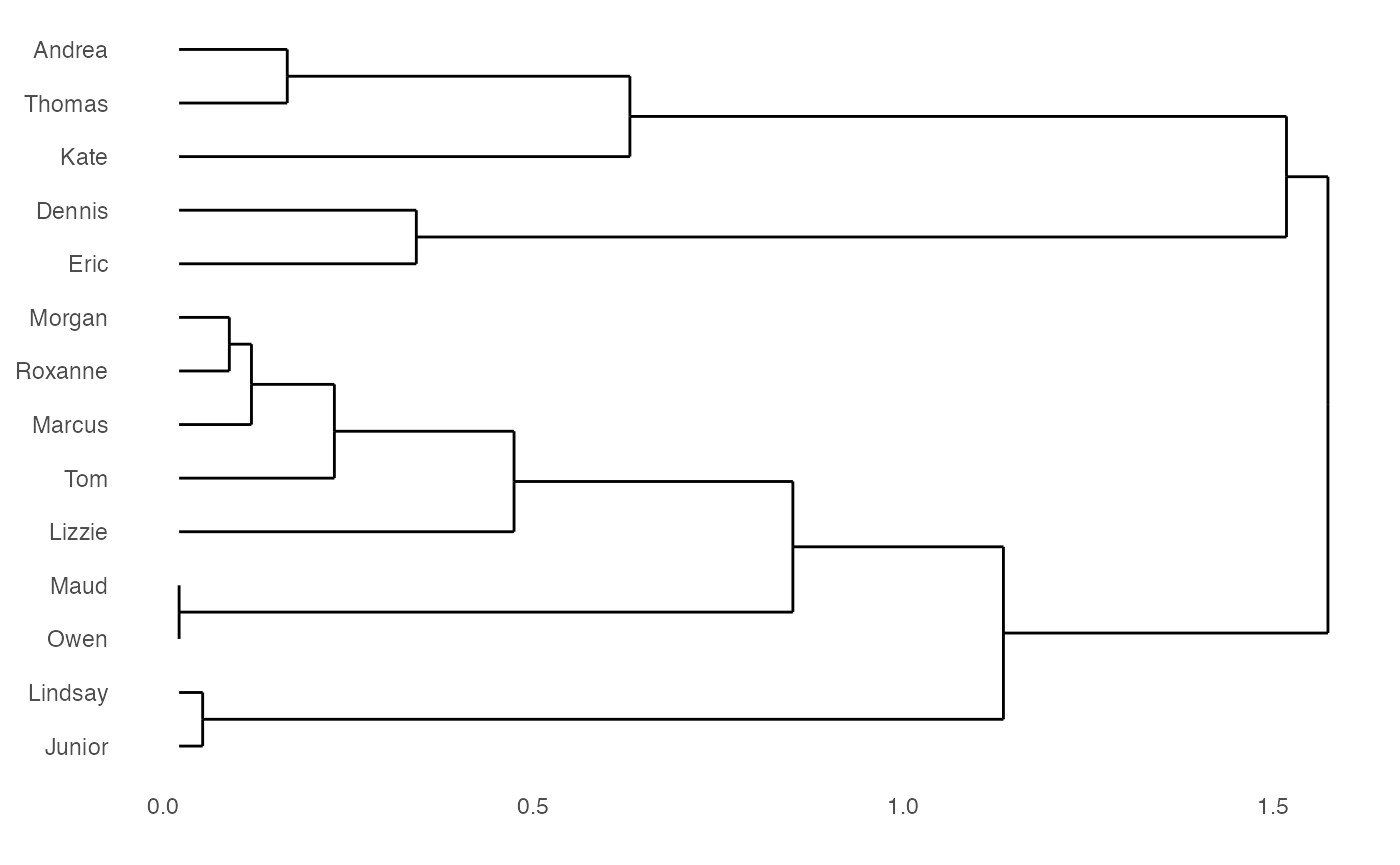 Andrea
Thomas
Kate
Dennis
Eric
Morgan
Roxanne
Marcus
Tom
Lizzie
Maud
Owen
Lindsay
Junior
0.0 0.5 1.0 1.5